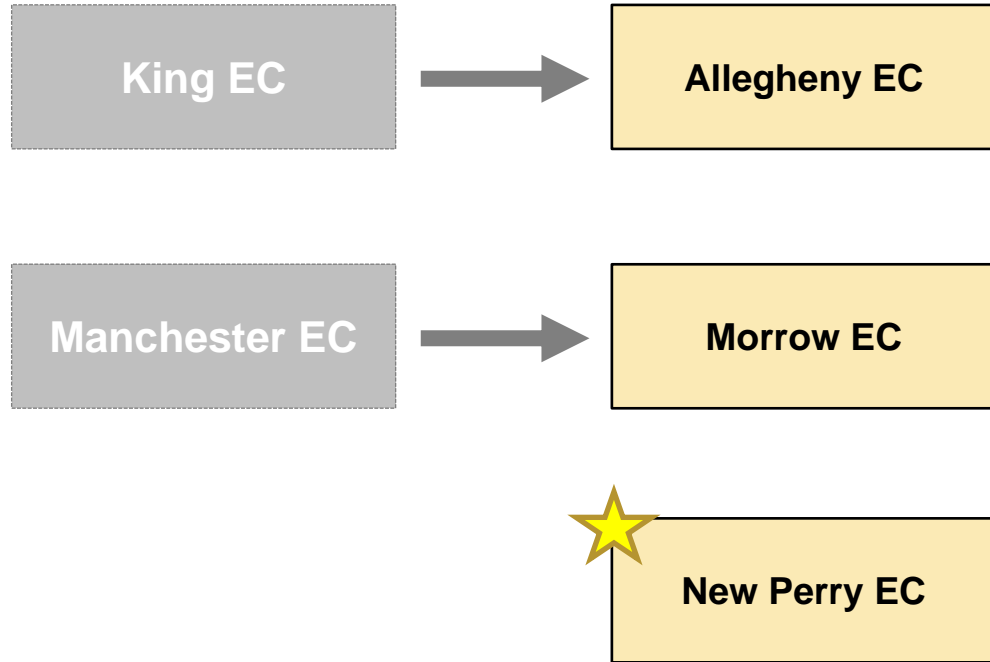 King EC
Allegheny EC
Manchester EC
Morrow EC
New Perry EC